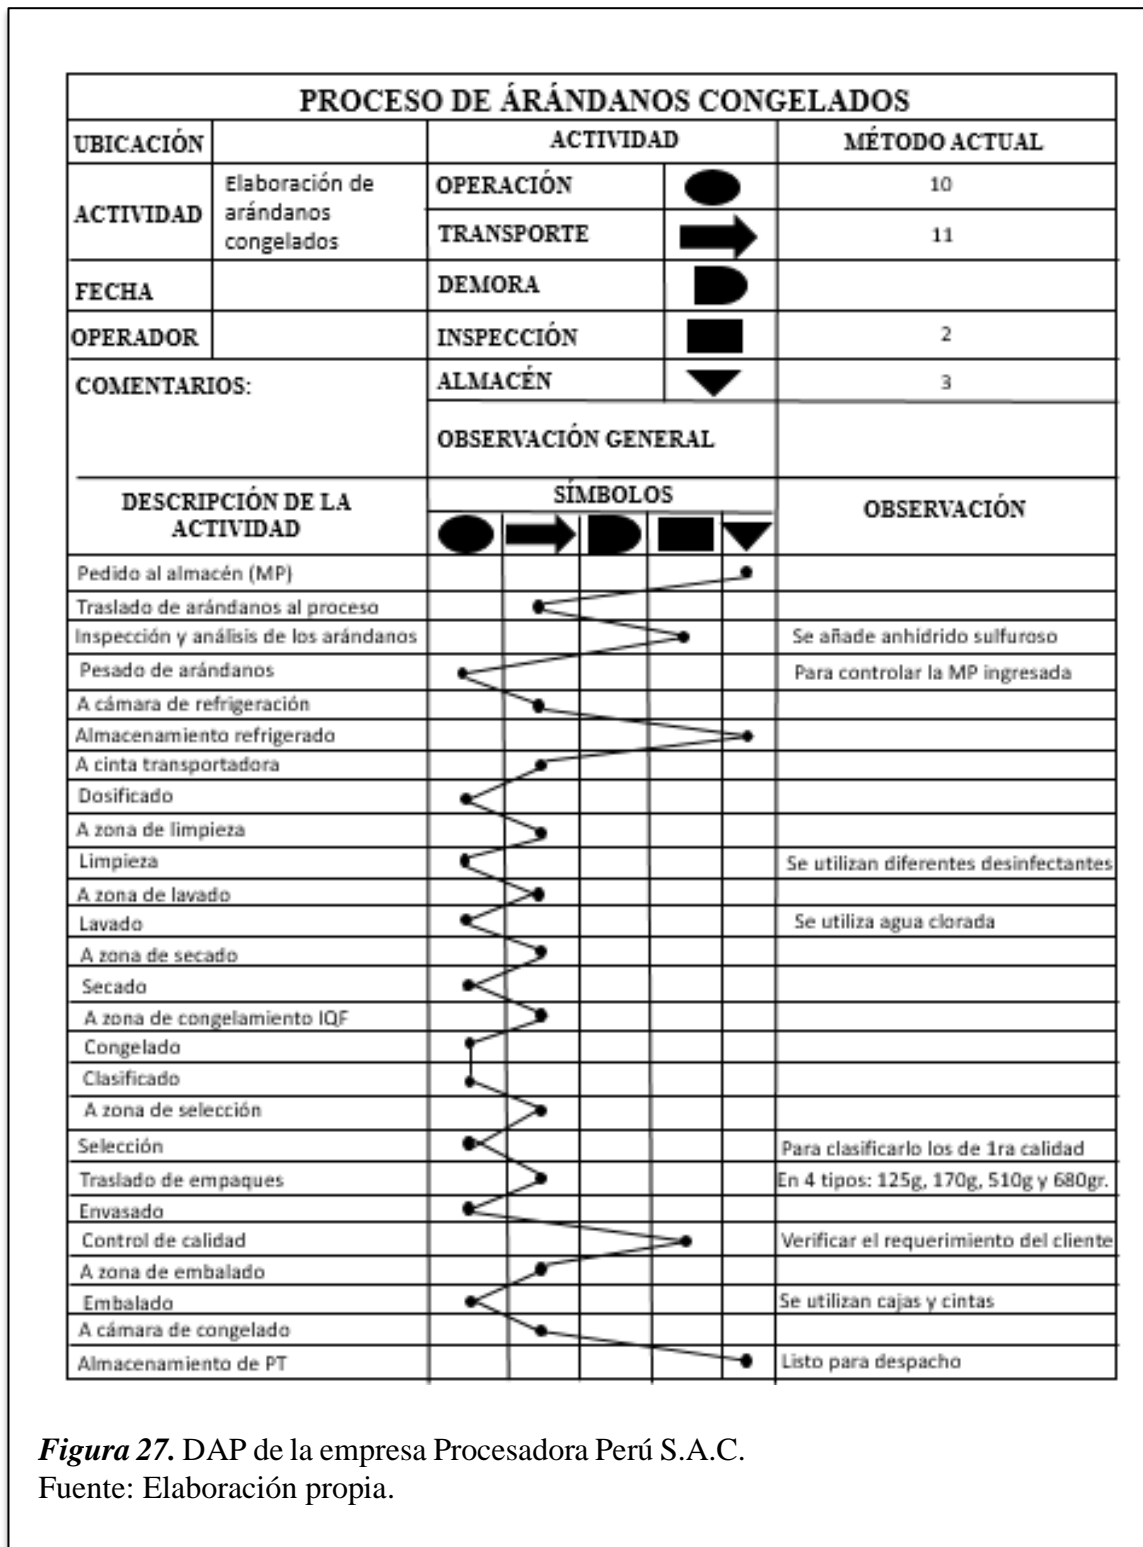 PROCESO DE ÁRÁNDANOS CONGELADOS
UBICACIÓN
ACTIVIDAD
MÉTODO ACTUAL
ACTIVIDAD
Elaboración de
arándanos
congelados
OPERACIÓN
10
TRANSPORTE
11
FECHA
DEMORA
OPERADOR
INSPECCIÓN
2
COMENTARIOS:
ALMACÉN
3
OBSERVACIÓN GENERAL
DESCRIPCIÓN DE LA
ACTIVIDAD
SÍMBOLOS
OBSERVACIÓN
Pedido al almacén (MP)
Traslado de arándanos al proceso
Inspección y análisis de los arándanos
Se añade anhidrido sulfuroso
Pesado de arándanos
Para controlar la MP ingresada
A cámara de refrigeración
Almacenamiento refrigerado
A cinta transportadora
Dosificado
A zona de limpieza
Limpieza
Se utilizan diferentes desinfectantes
A zona de lavado
Lavado
Se utiliza agua clorada
A zona de secado
Secado
A zona de congelamiento IQF
Congelado
Clasificado
A zona de selección
Selección
Para clasificarlo los de 1ra calidad
Traslado de empaques
En 4 tipos: 125g, 170g, 510g y 680gr.
Envasado
Control de calidad
Verificar el requerimiento del cliente
A zona de embalado
Embalado
Se utilizan cajas y cintas
A cámara de congelado
Almacenamiento de PT
Listo para despacho
Figura 27. DAP de la empresa Procesadora Perú S.A.C.
Fuente: Elaboración propia.